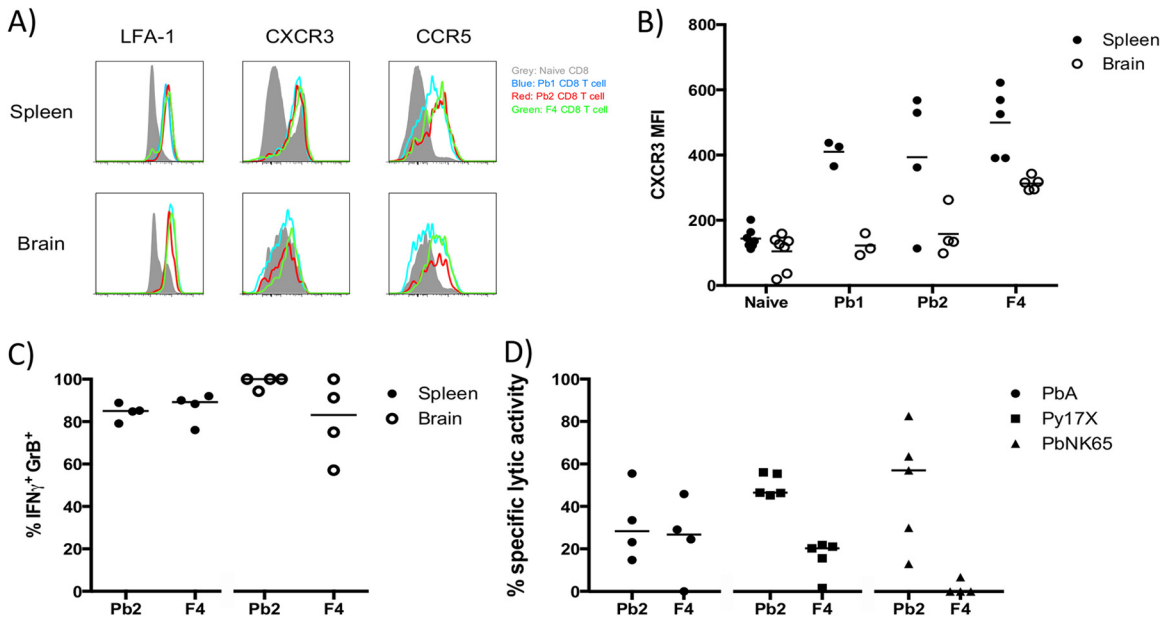 A)
LFA-1 CXCR3 CCR5
Spleen
Brain
Grey: Naive CD8
Blue: Pb1 CD8 T cell
Red: Pb2 CD8 T cell
Green: F4 CD8 T cell
B)
CXCR3 MFI
800
600
400
200
0
Naive Pb1 Pb2 F4
Spleen
Brain
C)
% IFNγ+ GrB+
100
80
60
40
20
0
Pb2 F4 Pb2 F4
Spleen
Brain
D)
% specific lytic activity
100
80
60
40
20
0
Pb2 F4 Pb2 F4 Pb2 F4
PbA
Py17X
PbNK65